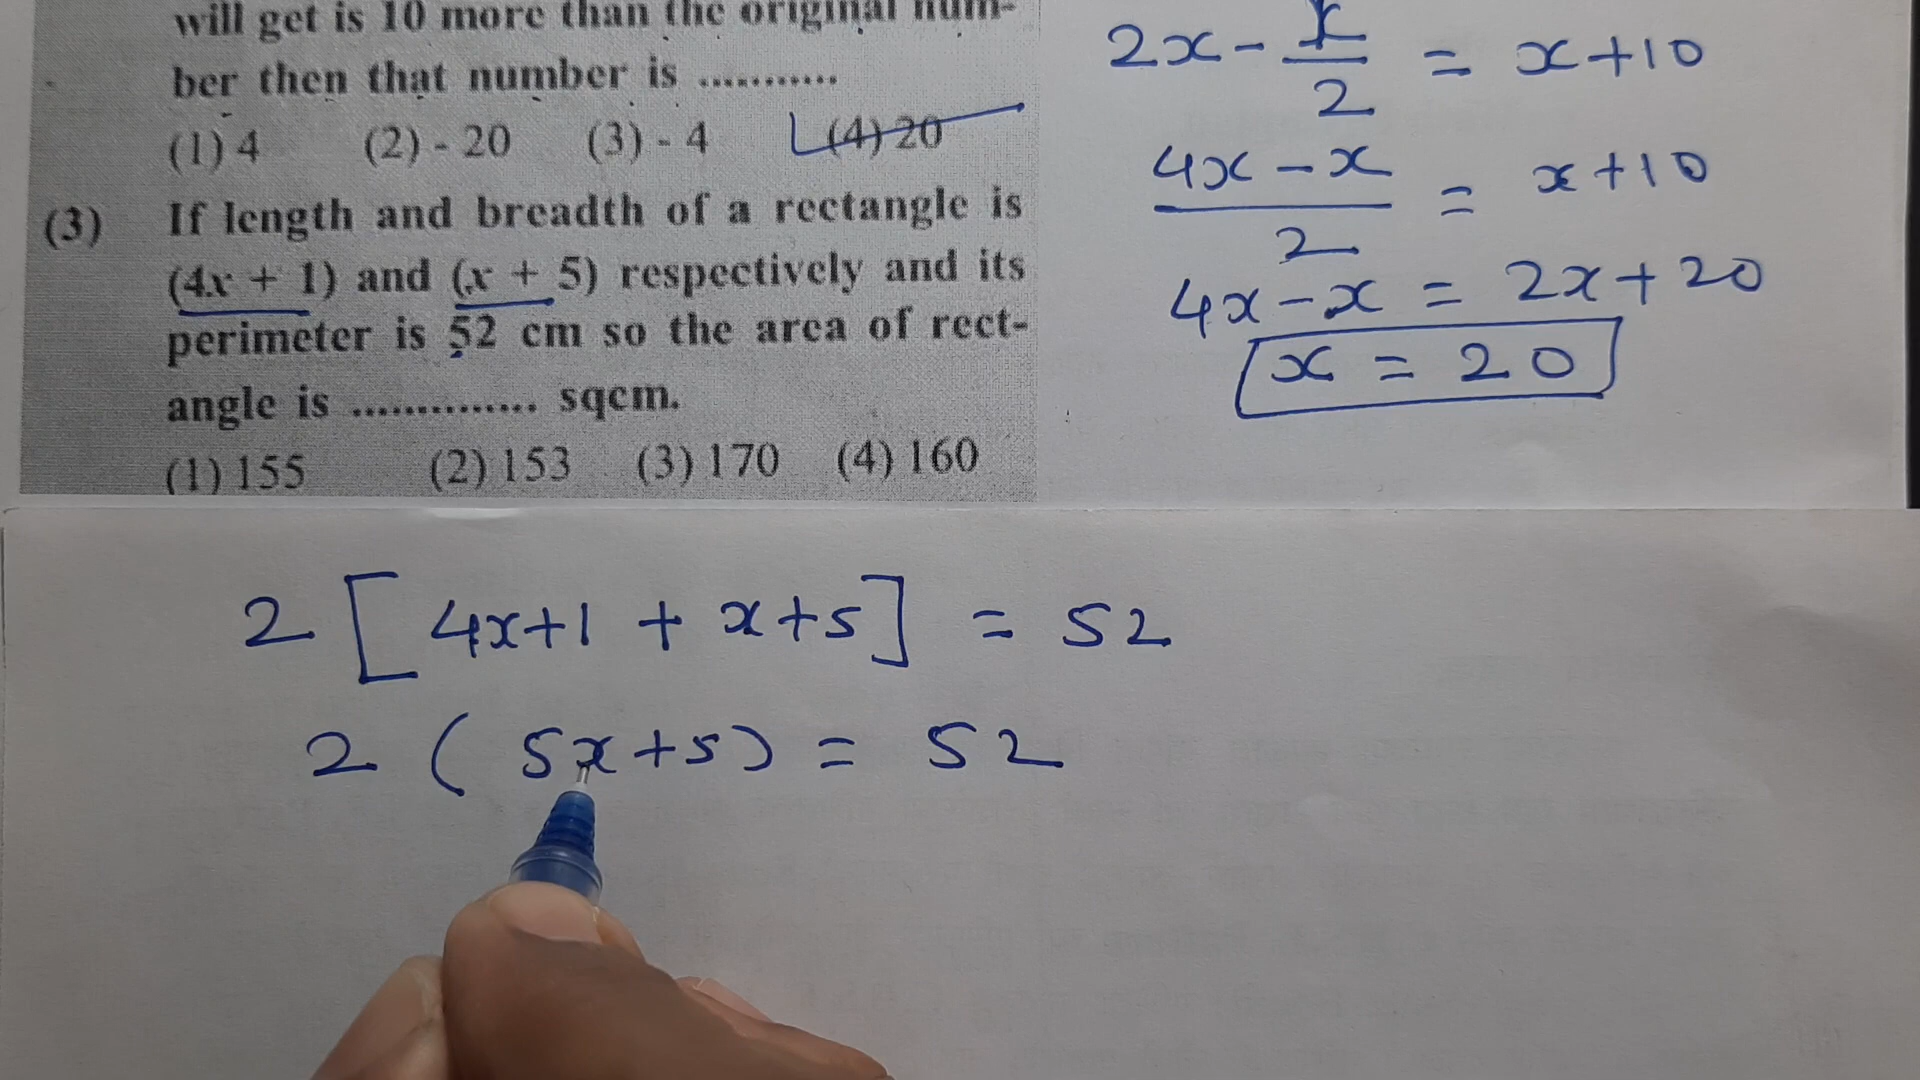 will get is 10 more than the original num-
ber then that number is ...........
(1) 4 (2) - 20 (3) - 4 (4) 20
(3) If length and breadth of a rectangle is
(4x + 1) and (x + 5) respectively and its
perimeter is 52 cm so the area of rect-
angle is .............. sqcm.
(1) 155 (2) 153 (3) 170 (4) 160
2x - x/2 = x + 10
4x - x / 2 = x + 10
4x - x = 2x + 20
x = 20
2 [ 4x+1 + x+5 ] = 52
2 ( 5x+5 ) = 52